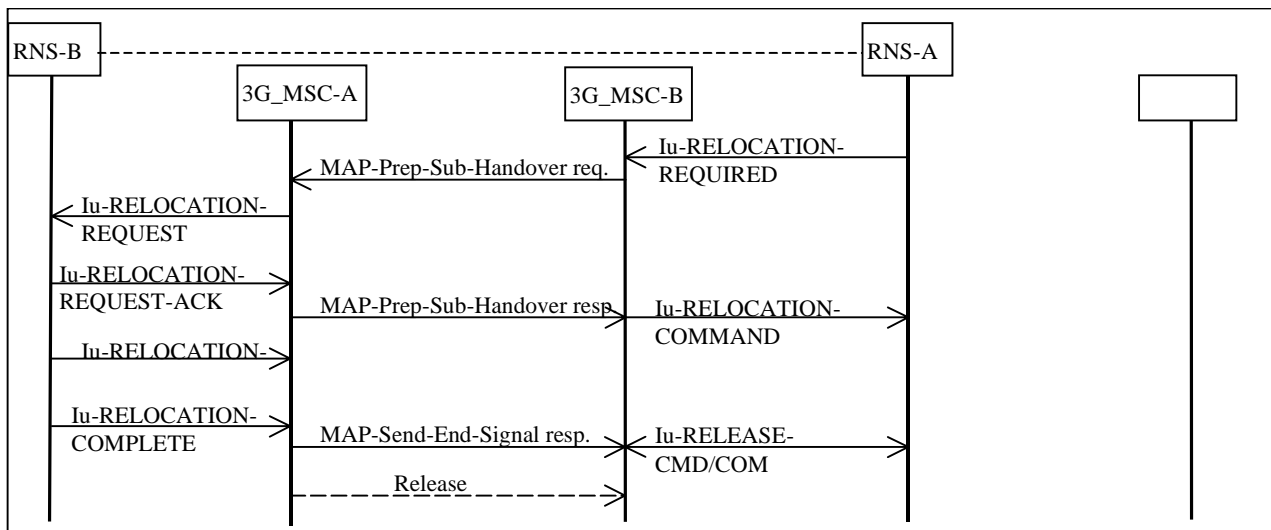 RNS-B
RNS-A
3G_MSC-A
3G_MSC-B
Iu-RELOCATION-
REQUIRED
MAP-Prep-Sub-Handover req.
Iu-RELOCATION-
REQUEST
Iu-RELOCATION-
REQUEST-ACK
MAP-Prep-Sub-Handover resp
Iu-RELOCATION-
COMMAND
Iu-RELOCATION-
Iu-RELOCATION-
COMPLETE
MAP-Send-End-Signal resp.
Iu-RELEASE-
CMD/COM
Release